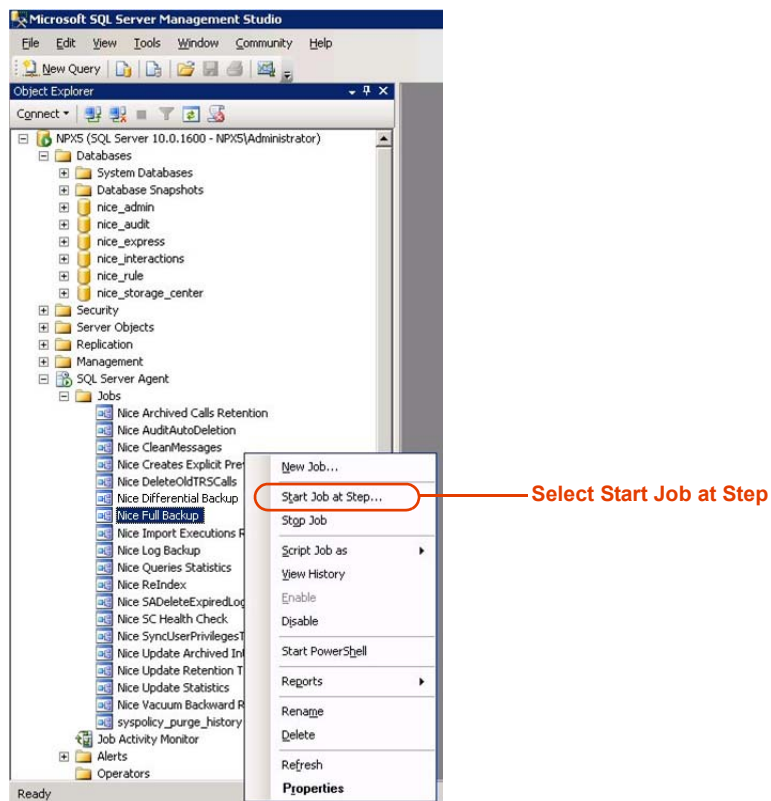 Microsoft SQL Server Management Studio
File Edit View Tools Window Community Help
New Query
Object Explorer
Connect
NPX5 (SQL Server 10.0.1600 - NPX5\Administrator)
Databases
System Databases
Database Snapshots
nice_admin
nice_audit
nice_express
nice_interactions
nice_rule
nice_storage_center
Security
Server Objects
Replication
Management
SQL Server Agent
Jobs
Nice Archived Calls Retention
Nice AuditAutoDeletion
Nice CleanMessages
Nice Creates Explicit Pre
Nice DeleteOldTRSCalls
Nice Differential Backup
Nice Full Backup
Nice Import Executions R
Nice Log Backup
Nice Queries Statistics
Nice ReIndex
Nice SADeleteExpiredLog
Nice SC Health Check
Nice SyncUserPrivilegesT
Nice Update Archived Int
Nice Update Retention T
Nice Update Statistics
Nice Vacuum Backward R
syspolicy_purge_history
Job Activity Monitor
Alerts
Operators
Ready
New Job...
Start Job at Step...
Stop Job
Script Job as
View History
Enable
Disable
Start PowerShell
Reports
Rename
Delete
Refresh
Properties
Select Start Job at Step